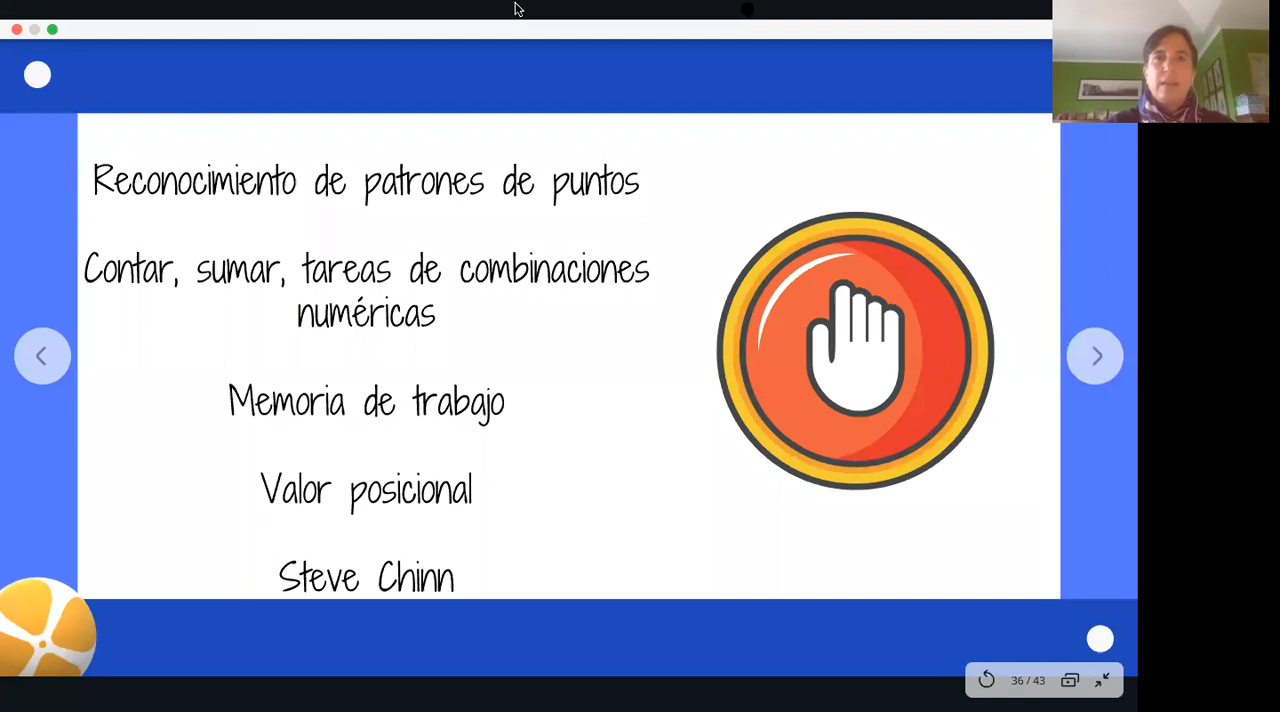 Reconocimiento de patrones de puntos
Contar, sumar, tareas de combinaciones
numéricas
Memoria de trabajo
Valor posicional
Steve Chinn
36 / 43